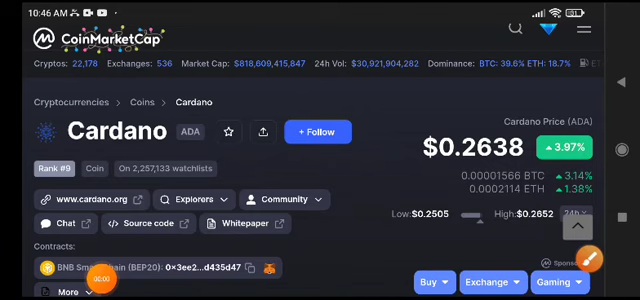 10:46 AM
CoinMarketCap
Cryptos: 22,178 Exchanges: 536 Market Cap: $818,609,415,847 24h Vol: $30,921,904,282 Dominance: BTC: 39.6% ETH: 18.7%
Cryptocurrencies > Coins > Cardano
Cardano ADA
+ Follow
Cardano Price (ADA)
$0.2638 3.97%
0.00001566 BTC 3.14%
0.0002114 ETH 1.38%
Rank #9 Coin On 2,257,133 watchlists
www.cardano.org Explorers Community
Low:$0.2505 High:$0.2652 24h
Chat Source code Whitepaper
Contracts:
BNB Smart Chain (BEP20): 0x3ee2...d435d47
00:00
More
Buy Exchange Gaming